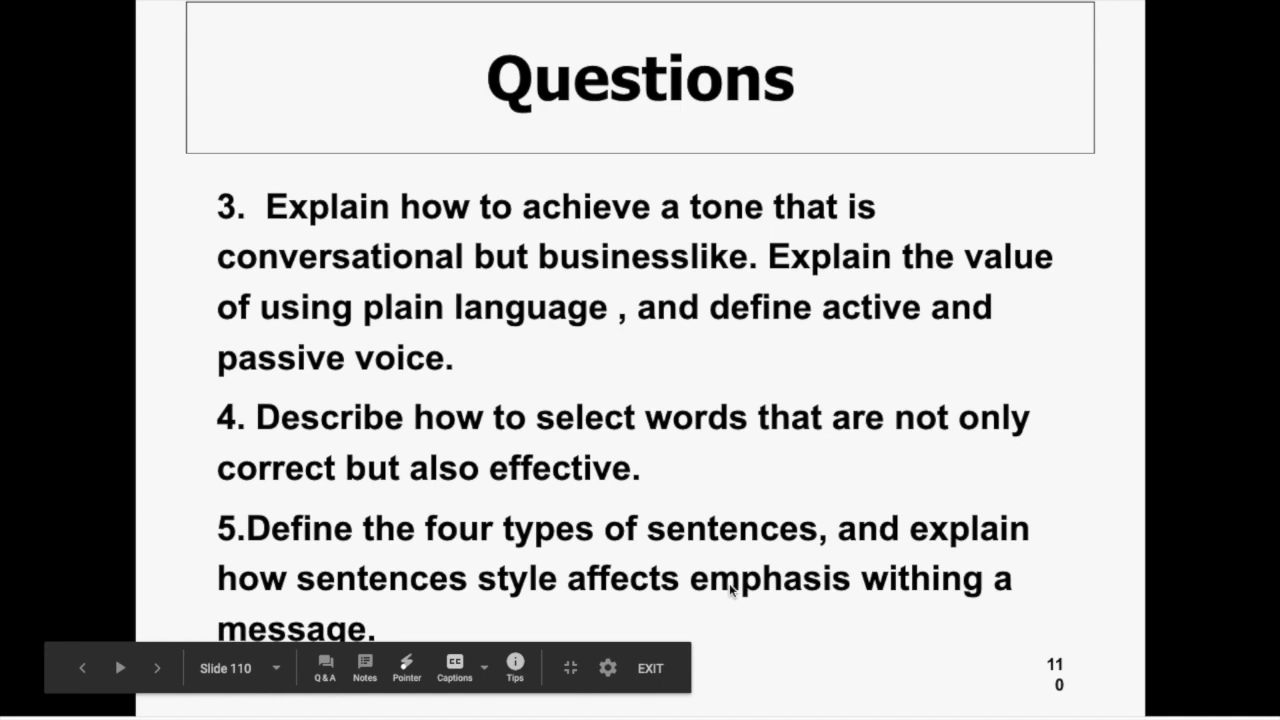 Questions
3. Explain how to achieve a tone that is
conversational but businesslike. Explain the value
of using plain language , and define active and
passive voice.
4. Describe how to select words that are not only
correct but also effective.
5.Define the four types of sentences, and explain
how sentences style affects emphasis withing a
message.
Slide 110
Q&A
Notes
Pointer
CC
Captions
Tips
EXIT
11
0